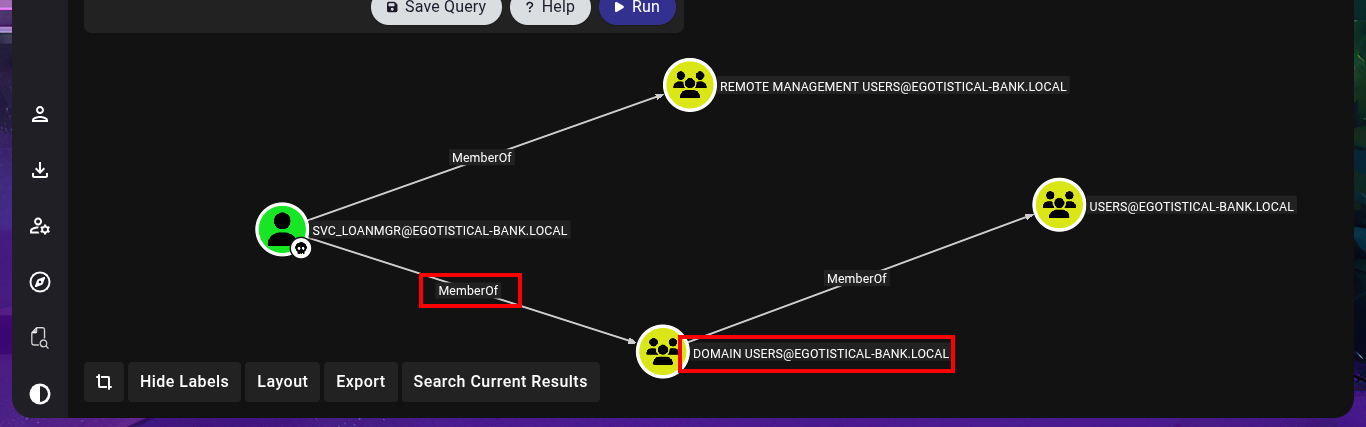 Save Query
? Help
Run
REMOTE MANAGEMENT USERS@EGOTISTICAL-BANK.LOCAL
MemberOf
USERS@EGOTISTICAL-BANK.LOCAL
SVC_LOANMGR@EGOTISTICAL-BANK.LOCAL
MemberOf
MemberOf
DOMAIN USERS@EGOTISTICAL-BANK.LOCAL
Hide Labels
Layout
Export
Search Current Results